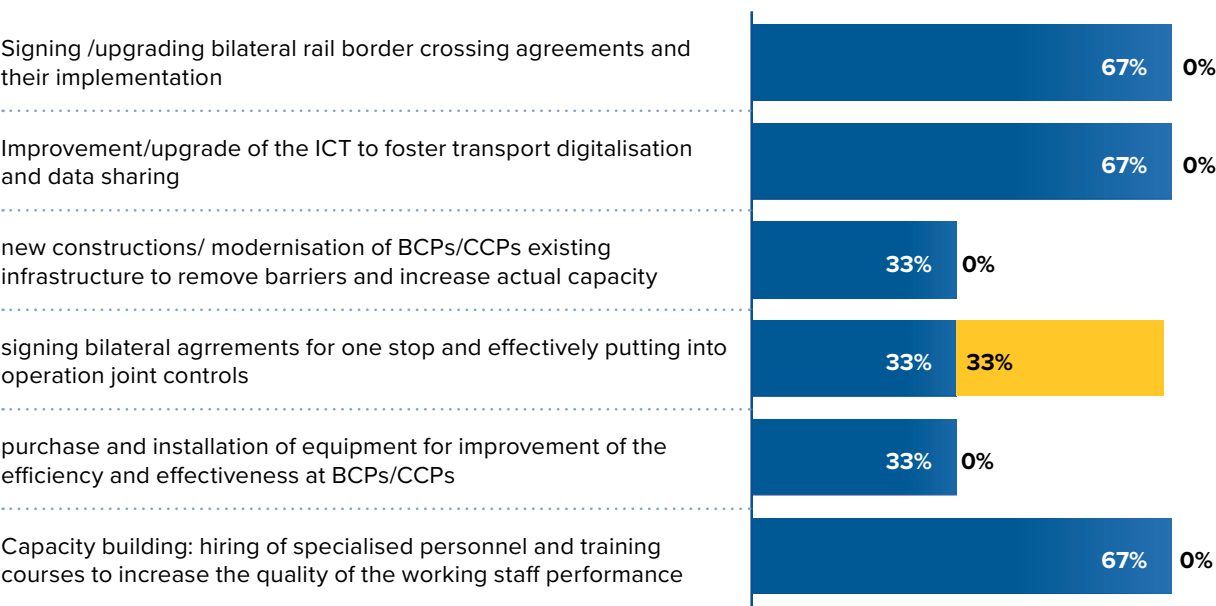 Signing /upgrading bilateral rail border crossing agreements and
their implementation
67% 0%
Improvement/upgrade of the ICT to foster transport digitalisation
and data sharing
67% 0%
new constructions/ modernisation of BCPs/CCPs existing
infrastructure to remove barriers and increase actual capacity
33% 0%
signing bilateral agrrements for one stop and effectively putting into
operation joint controls
33% 33%
purchase and installation of equipment for improvement of the
efficiency and effectiveness at BCPs/CCPs
33% 0%
Capacity building: hiring of specialised personnel and training
courses to increase the quality of the working staff performance
67% 0%